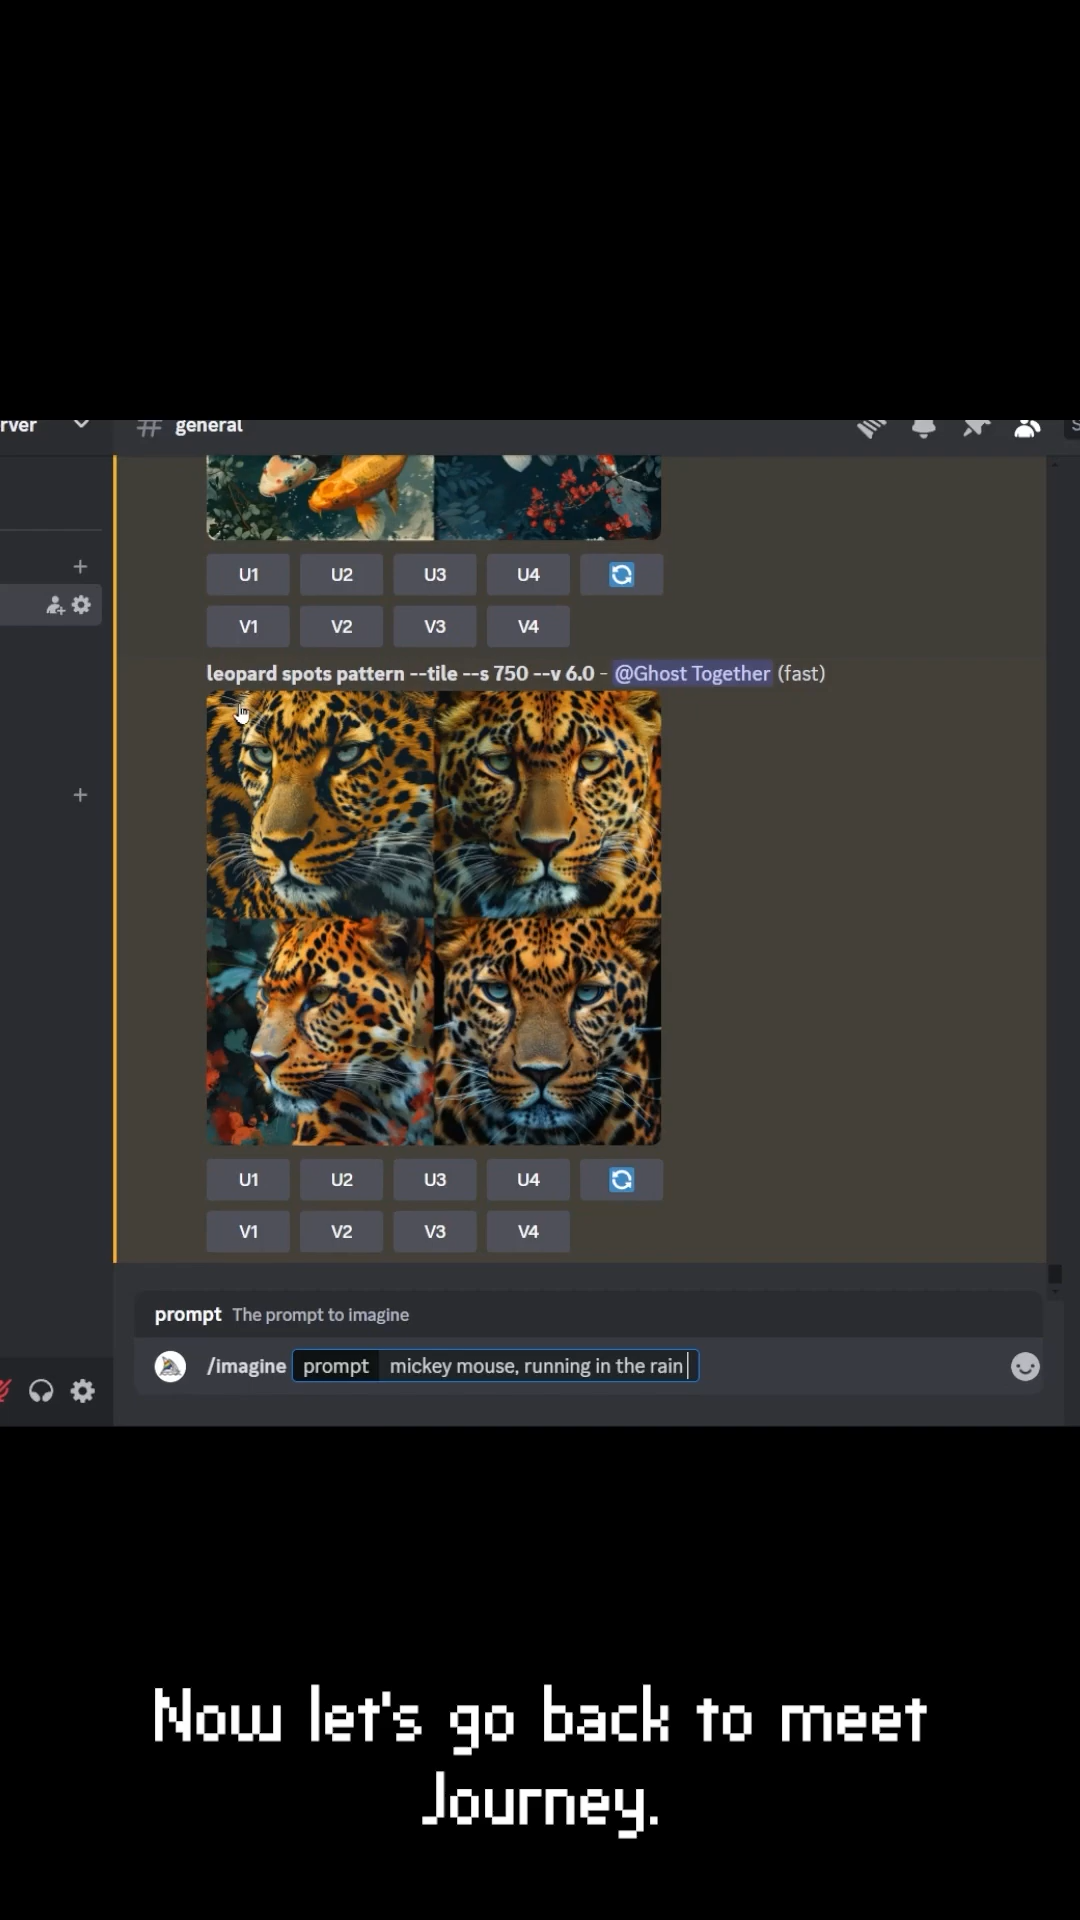 rver
general
U1 U2 U3 U4
V1 V2 V3 V4
leopard spots pattern --tile --s 750 --v 6.0 - @Ghost Together (fast)
U1 U2 U3 U4
V1 V2 V3 V4
prompt The prompt to imagine
/imagine prompt mickey mouse, running in the rain
Now let's go back to meet
Journey.